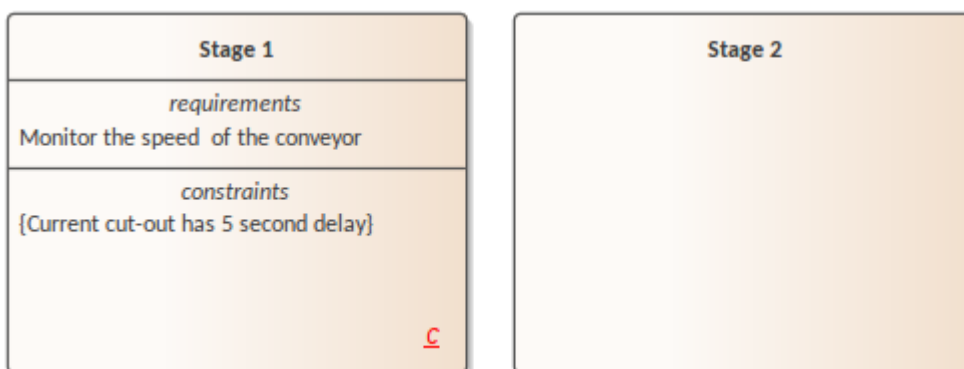 Stage 1
requirements
Monitor the speed  of the conveyor
constraints
{Current cut-out has 5 second delay}
C
Stage 2